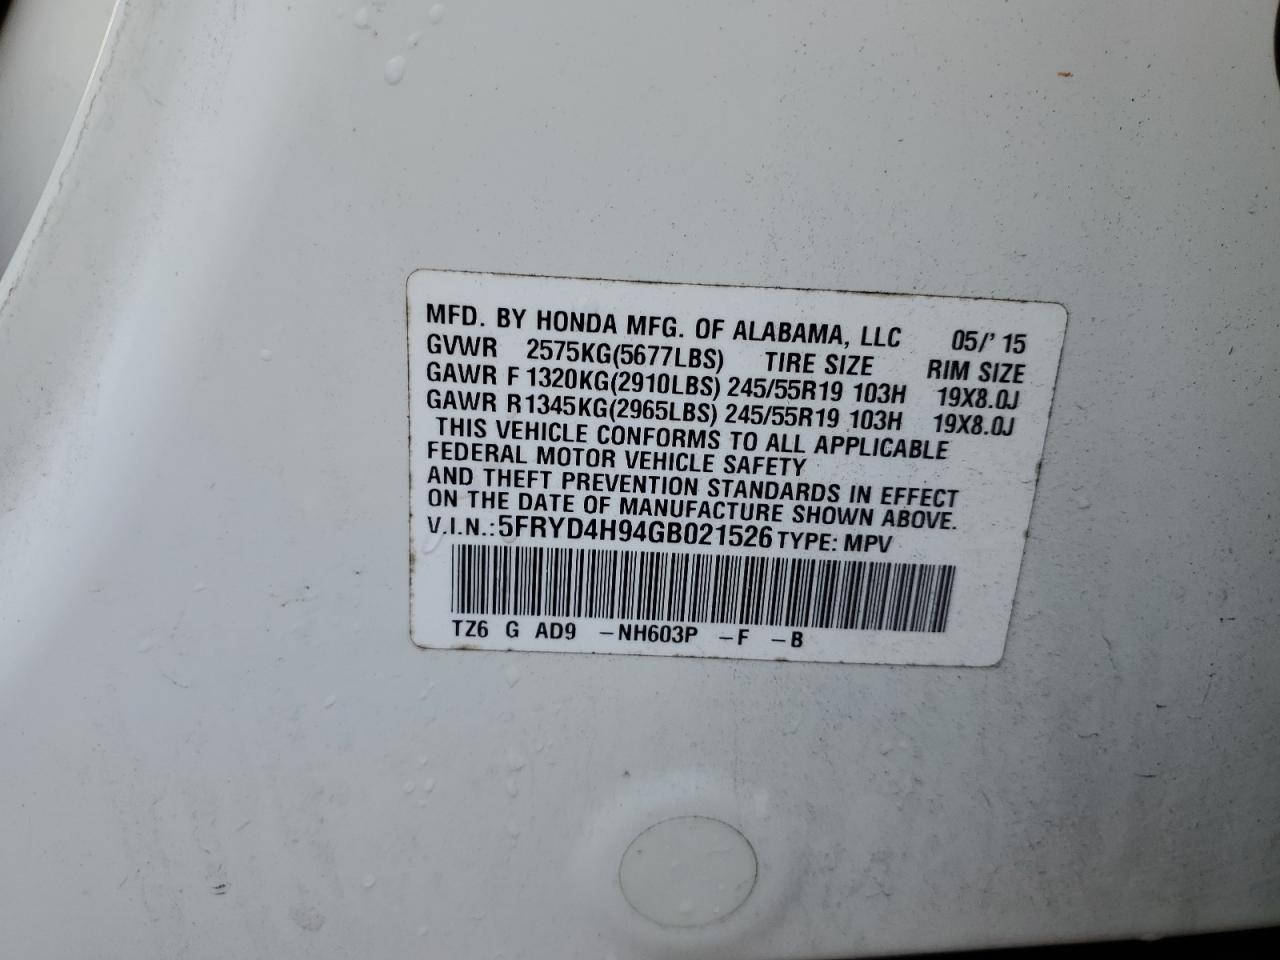 MFD. BY HONDA MFG. OF ALABAMA, LLC 05/' 15
GVWR 2575KG(5677LBS) TIRE SIZE RIM SIZE
GAWR F 1320KG(2910LBS) 245/55R19 103H 19X8.0J
GAWR R1345KG(2965LBS) 245/55R19 103H 19X8.0J
THIS VEHICLE CONFORMS TO ALL APPLICABLE
FEDERAL MOTOR VEHICLE SAFETY
AND THEFT PREVENTION STANDARDS IN EFFECT
ON THE DATE OF MANUFACTURE SHOWN ABOVE.
V.I.N.: 5FRYD4H94GB021526 TYPE: MPV
TZ6 G AD9 -NH603P -F -B